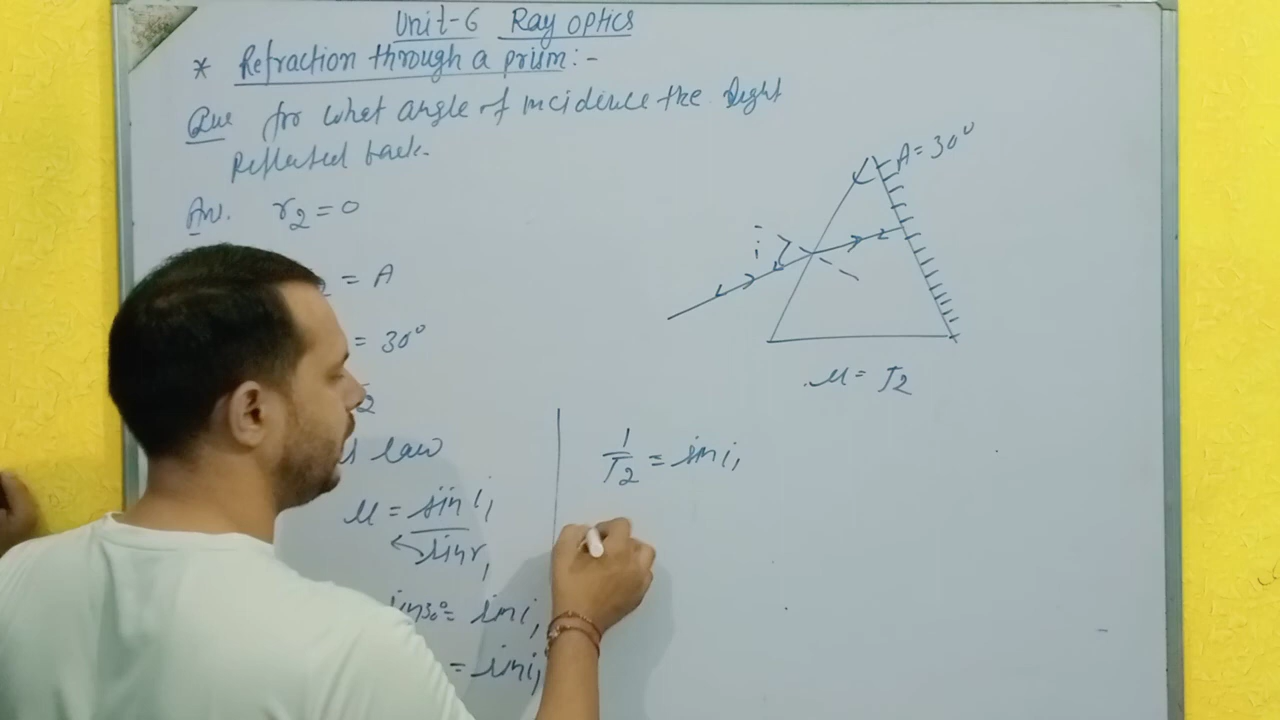 Unit-6 Ray optics
* Refraction through a prism:-
Que for what angle of incidence the light
Reflected back.
Ans. r₂ = 0
= A
= 30°
2
law
μ = sin i₁
sin r₁
sin30° = sin i₁
= sin i₁
1
√2 = sin i₁
A = 30°
i
μ = √2